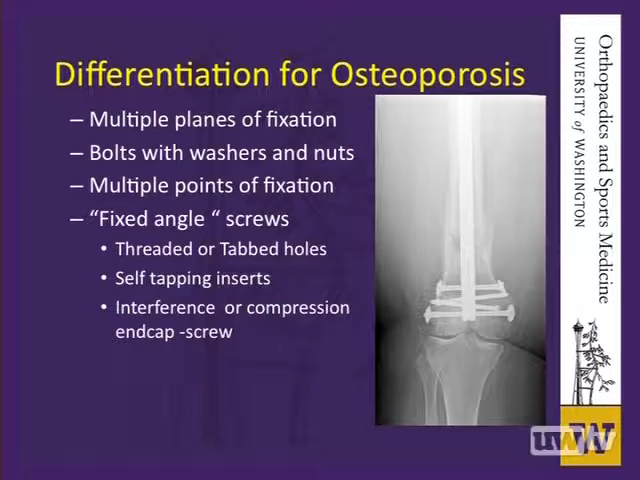 Differentiation for Osteoporosis
– Multiple planes of fixation
– Bolts with washers and nuts
– Multiple points of fixation
– “Fixed angle “ screws
• Threaded or Tabbed holes
• Self tapping inserts
• Interference or compression
endcap -screw
Orthopaedics and Sports Medicine
UNIVERSITY of WASHINGTON
uwtv
W